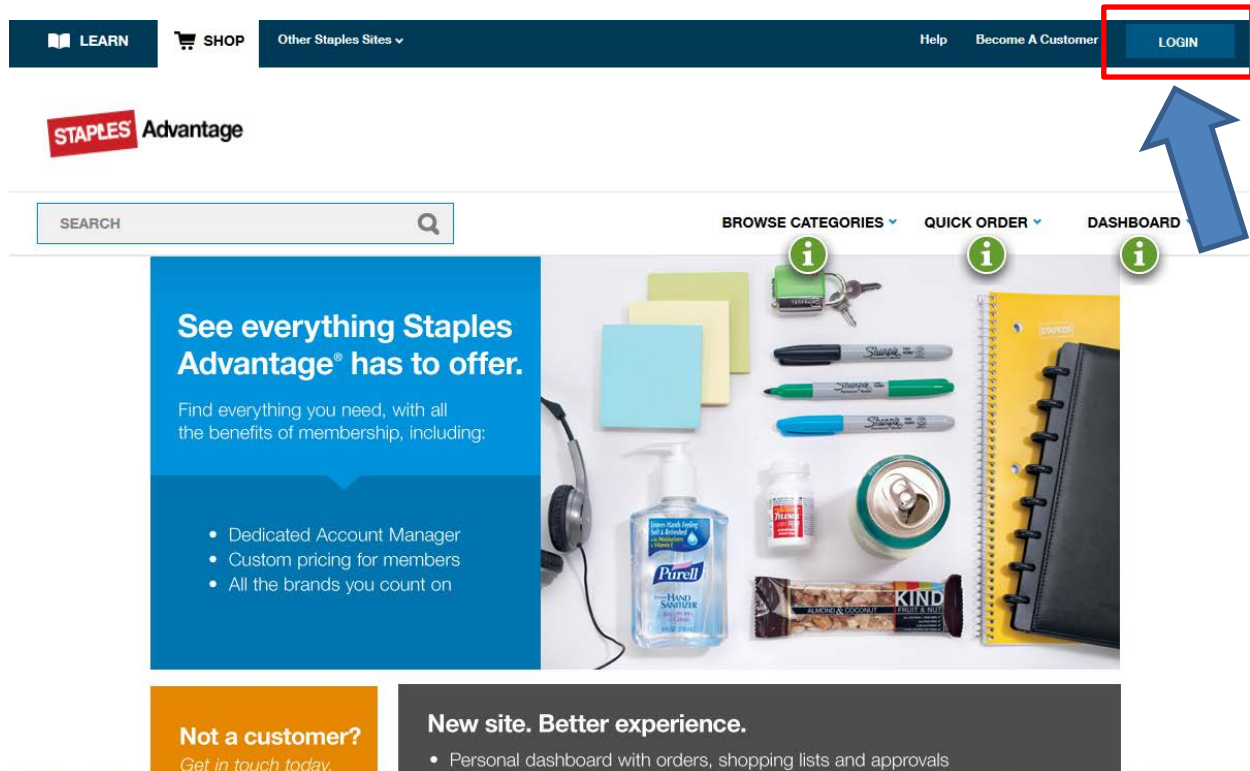 LEARN
SHOP
Other Staples Sites
Help
Become A Customer
LOGIN
STAPLES Advantage
SEARCH
BROWSE CATEGORIES
QUICK ORDER
DASHBOARD
i
i
i
See everything Staples
Advantage® has to offer.
Find everything you need, with all
the benefits of membership, including:
• Dedicated Account Manager
• Custom pricing for members
• All the brands you count on
STAPLES
Sharpie
Sharpie
Sharpie
TYLENOL
Purell
HAND
SANITIZER
KIND
FRUIT & NUT
ALMOND & COCONUT
Not a customer?
Get in touch today.
New site. Better experience.
• Personal dashboard with orders, shopping lists and approvals